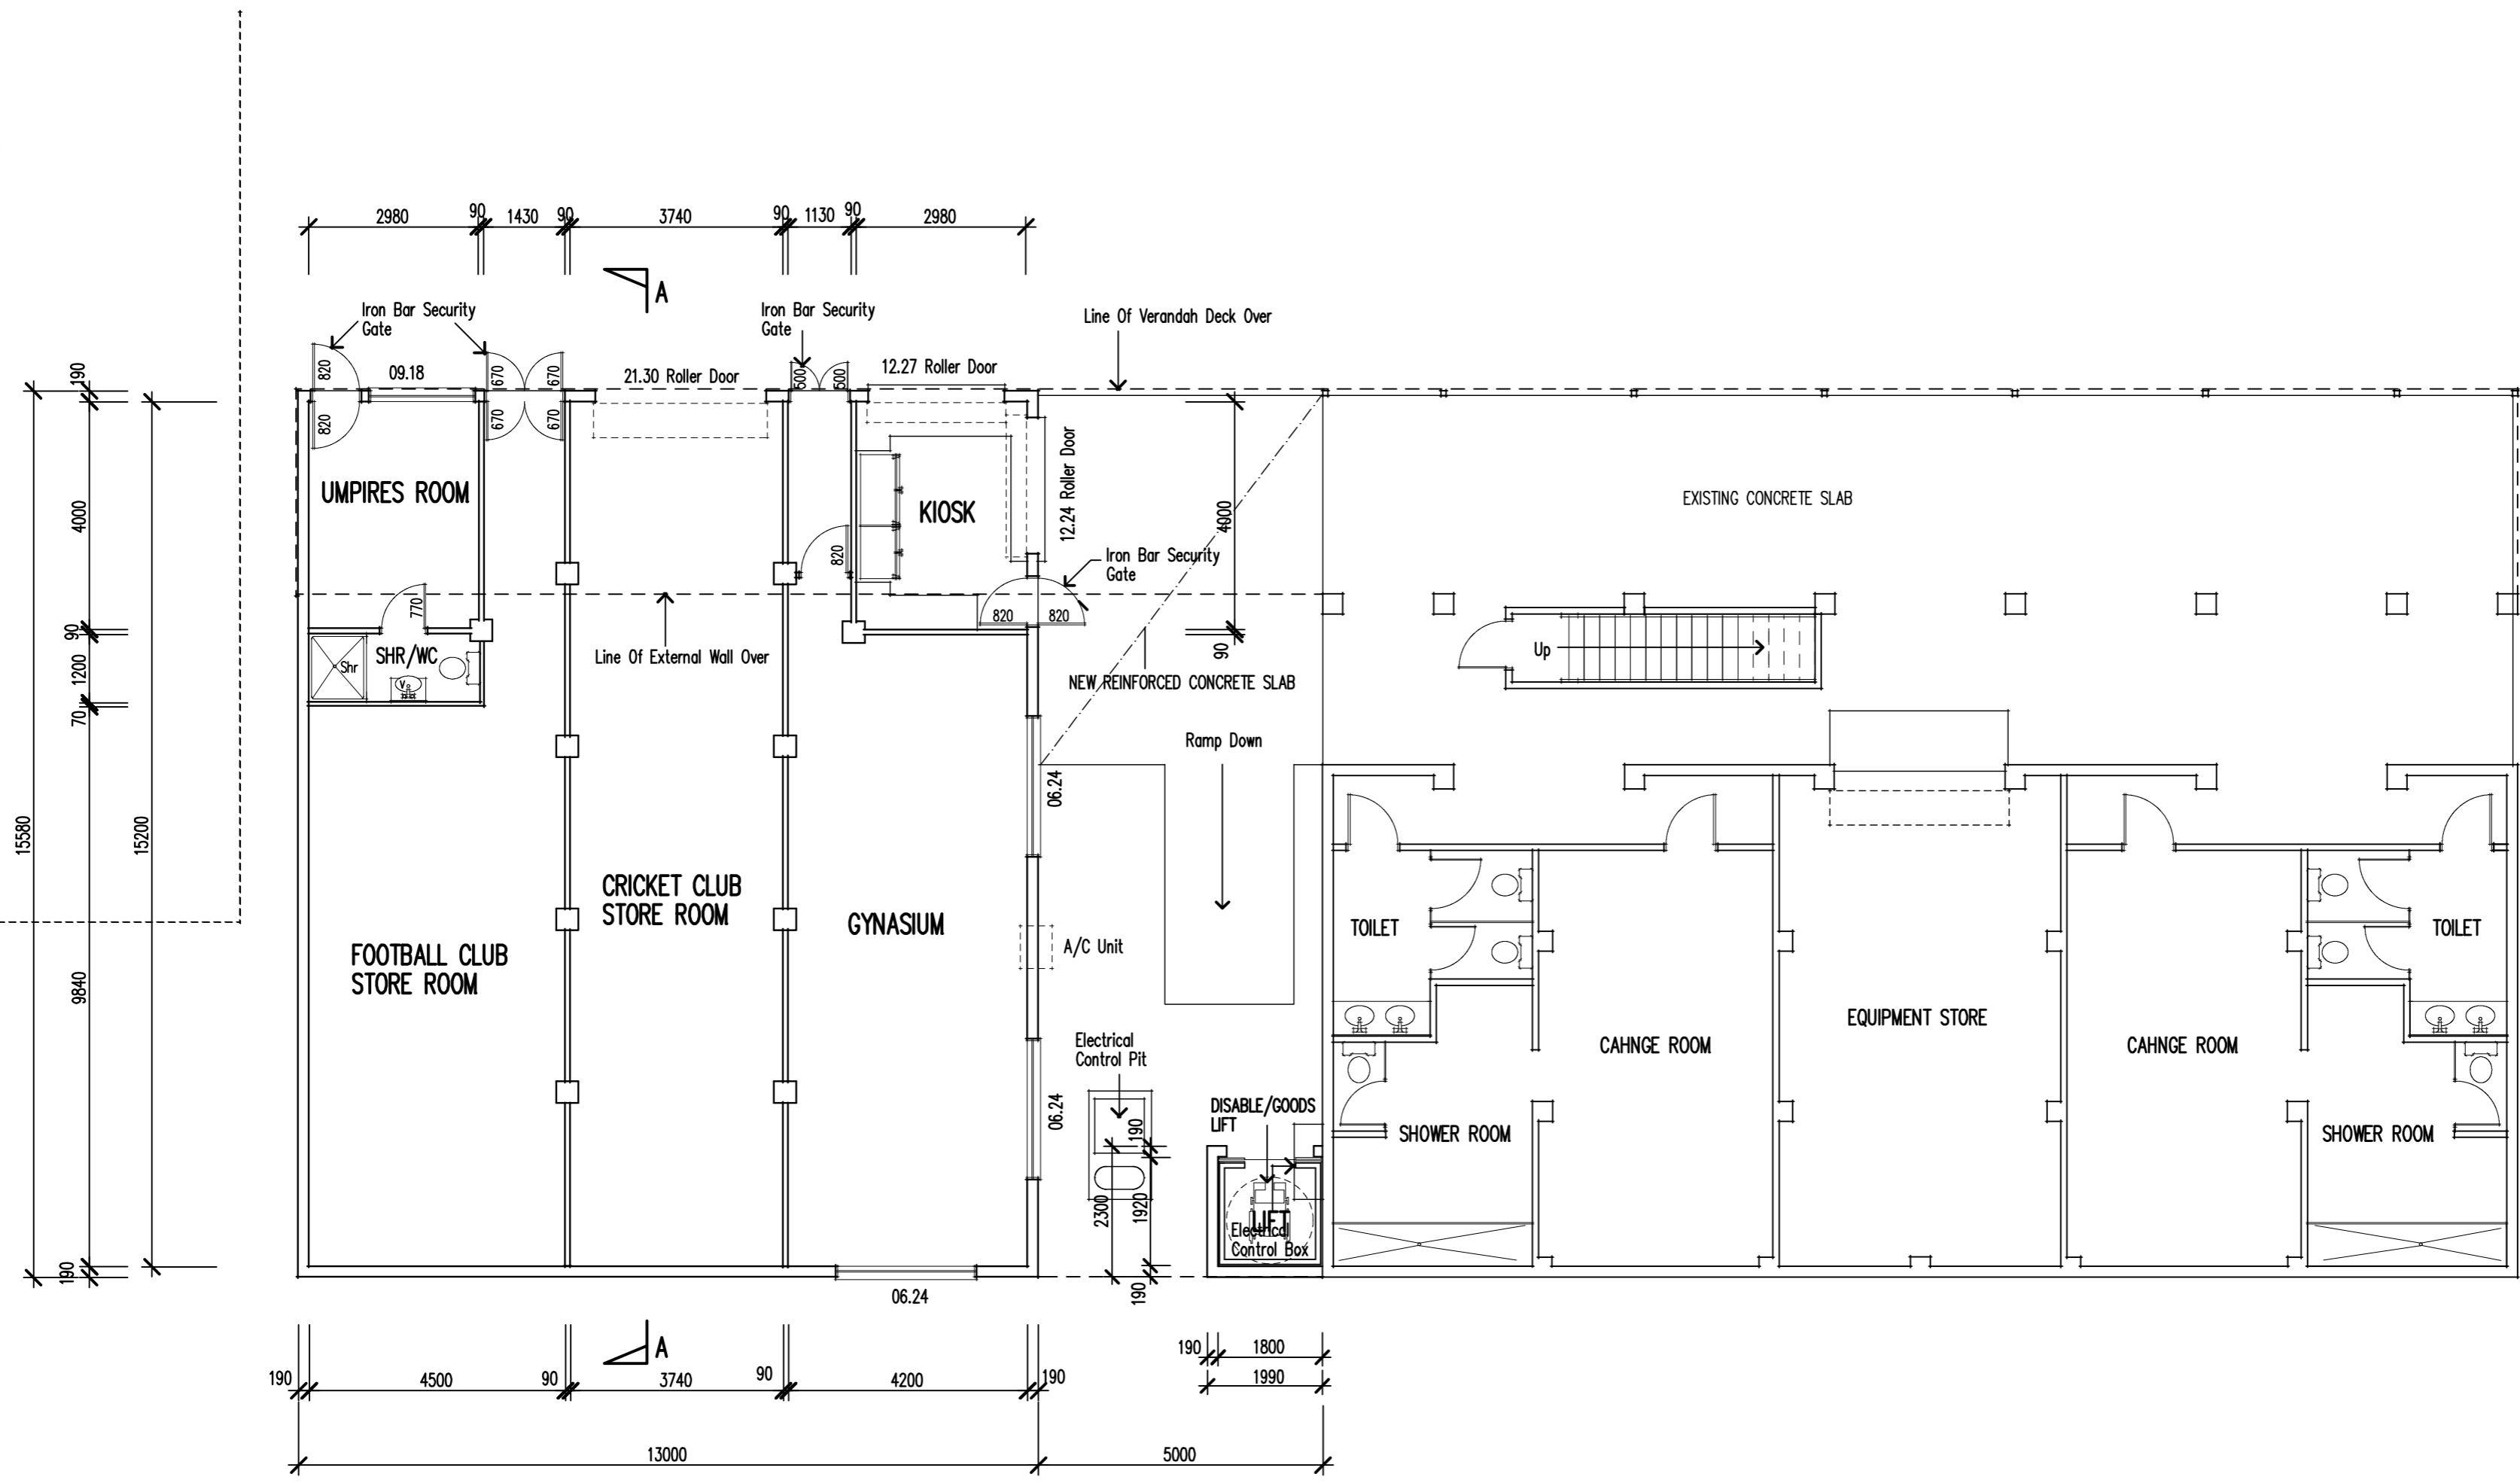 2980
90
1430
90
3740
90
1130
90
2980
A
Iron Bar Security
Gate
Iron Bar Security
Gate
Line Of Verandah Deck Over
820
09.18
670
670
21.30 Roller Door
500
500
12.27 Roller Door
190
820
670
670
UMPIRES ROOM
KIOSK
12.24 Roller Door
4000
4000
EXISTING CONCRETE SLAB
820
Iron Bar Security
Gate
770
820
820
90
SHR/WC
Shr
V
1200
70
Line Of External Wall Over
90
Up
NEW REINFORCED CONCRETE SLAB
Ramp Down
06.24
15580
15200
CRICKET CLUB
STORE ROOM
GYNASIUM
A/C Unit
TOILET
TOILET
FOOTBALL CLUB
STORE ROOM
9840
EQUIPMENT STORE
Electrical
Control Pit
CAHNGE ROOM
CAHNGE ROOM
06.24
DISABLE/GOODS
LIFT
190
SHOWER ROOM
SHOWER ROOM
2300
1920
LIFT
Electrical
Control Box
190
190
06.24
A
190
4500
90
3740
90
4200
190
190
1800
1990
13000
5000